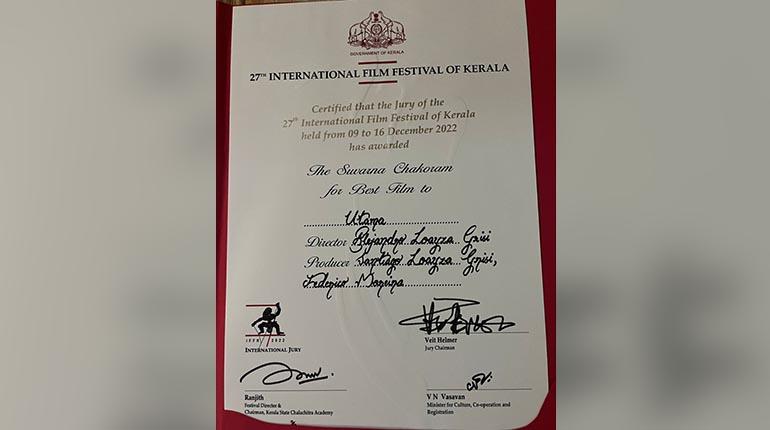 GOVERNMENT OF KERALA
27TH INTERNATIONAL FILM FESTIVAL OF KERALA
Certified that the Jury of the
27th International Film Festival of Kerala
held from 09 to 16 December 2022
has awarded
The Suwarna Chakoram
for Best Film to
Utama
Director Alejandro Loayza Grisi
Producer Santiago Loayza Grisi,
Federico Moreira
IFFK 2022
INTERNATIONAL JURY
Veit Helmer
Jury Chairman
Ranjith
Festival Director &
Chairman, Kerala State Chalachitra Academy
V N Vasavan
Minister for Culture, Co-operation and
Registration